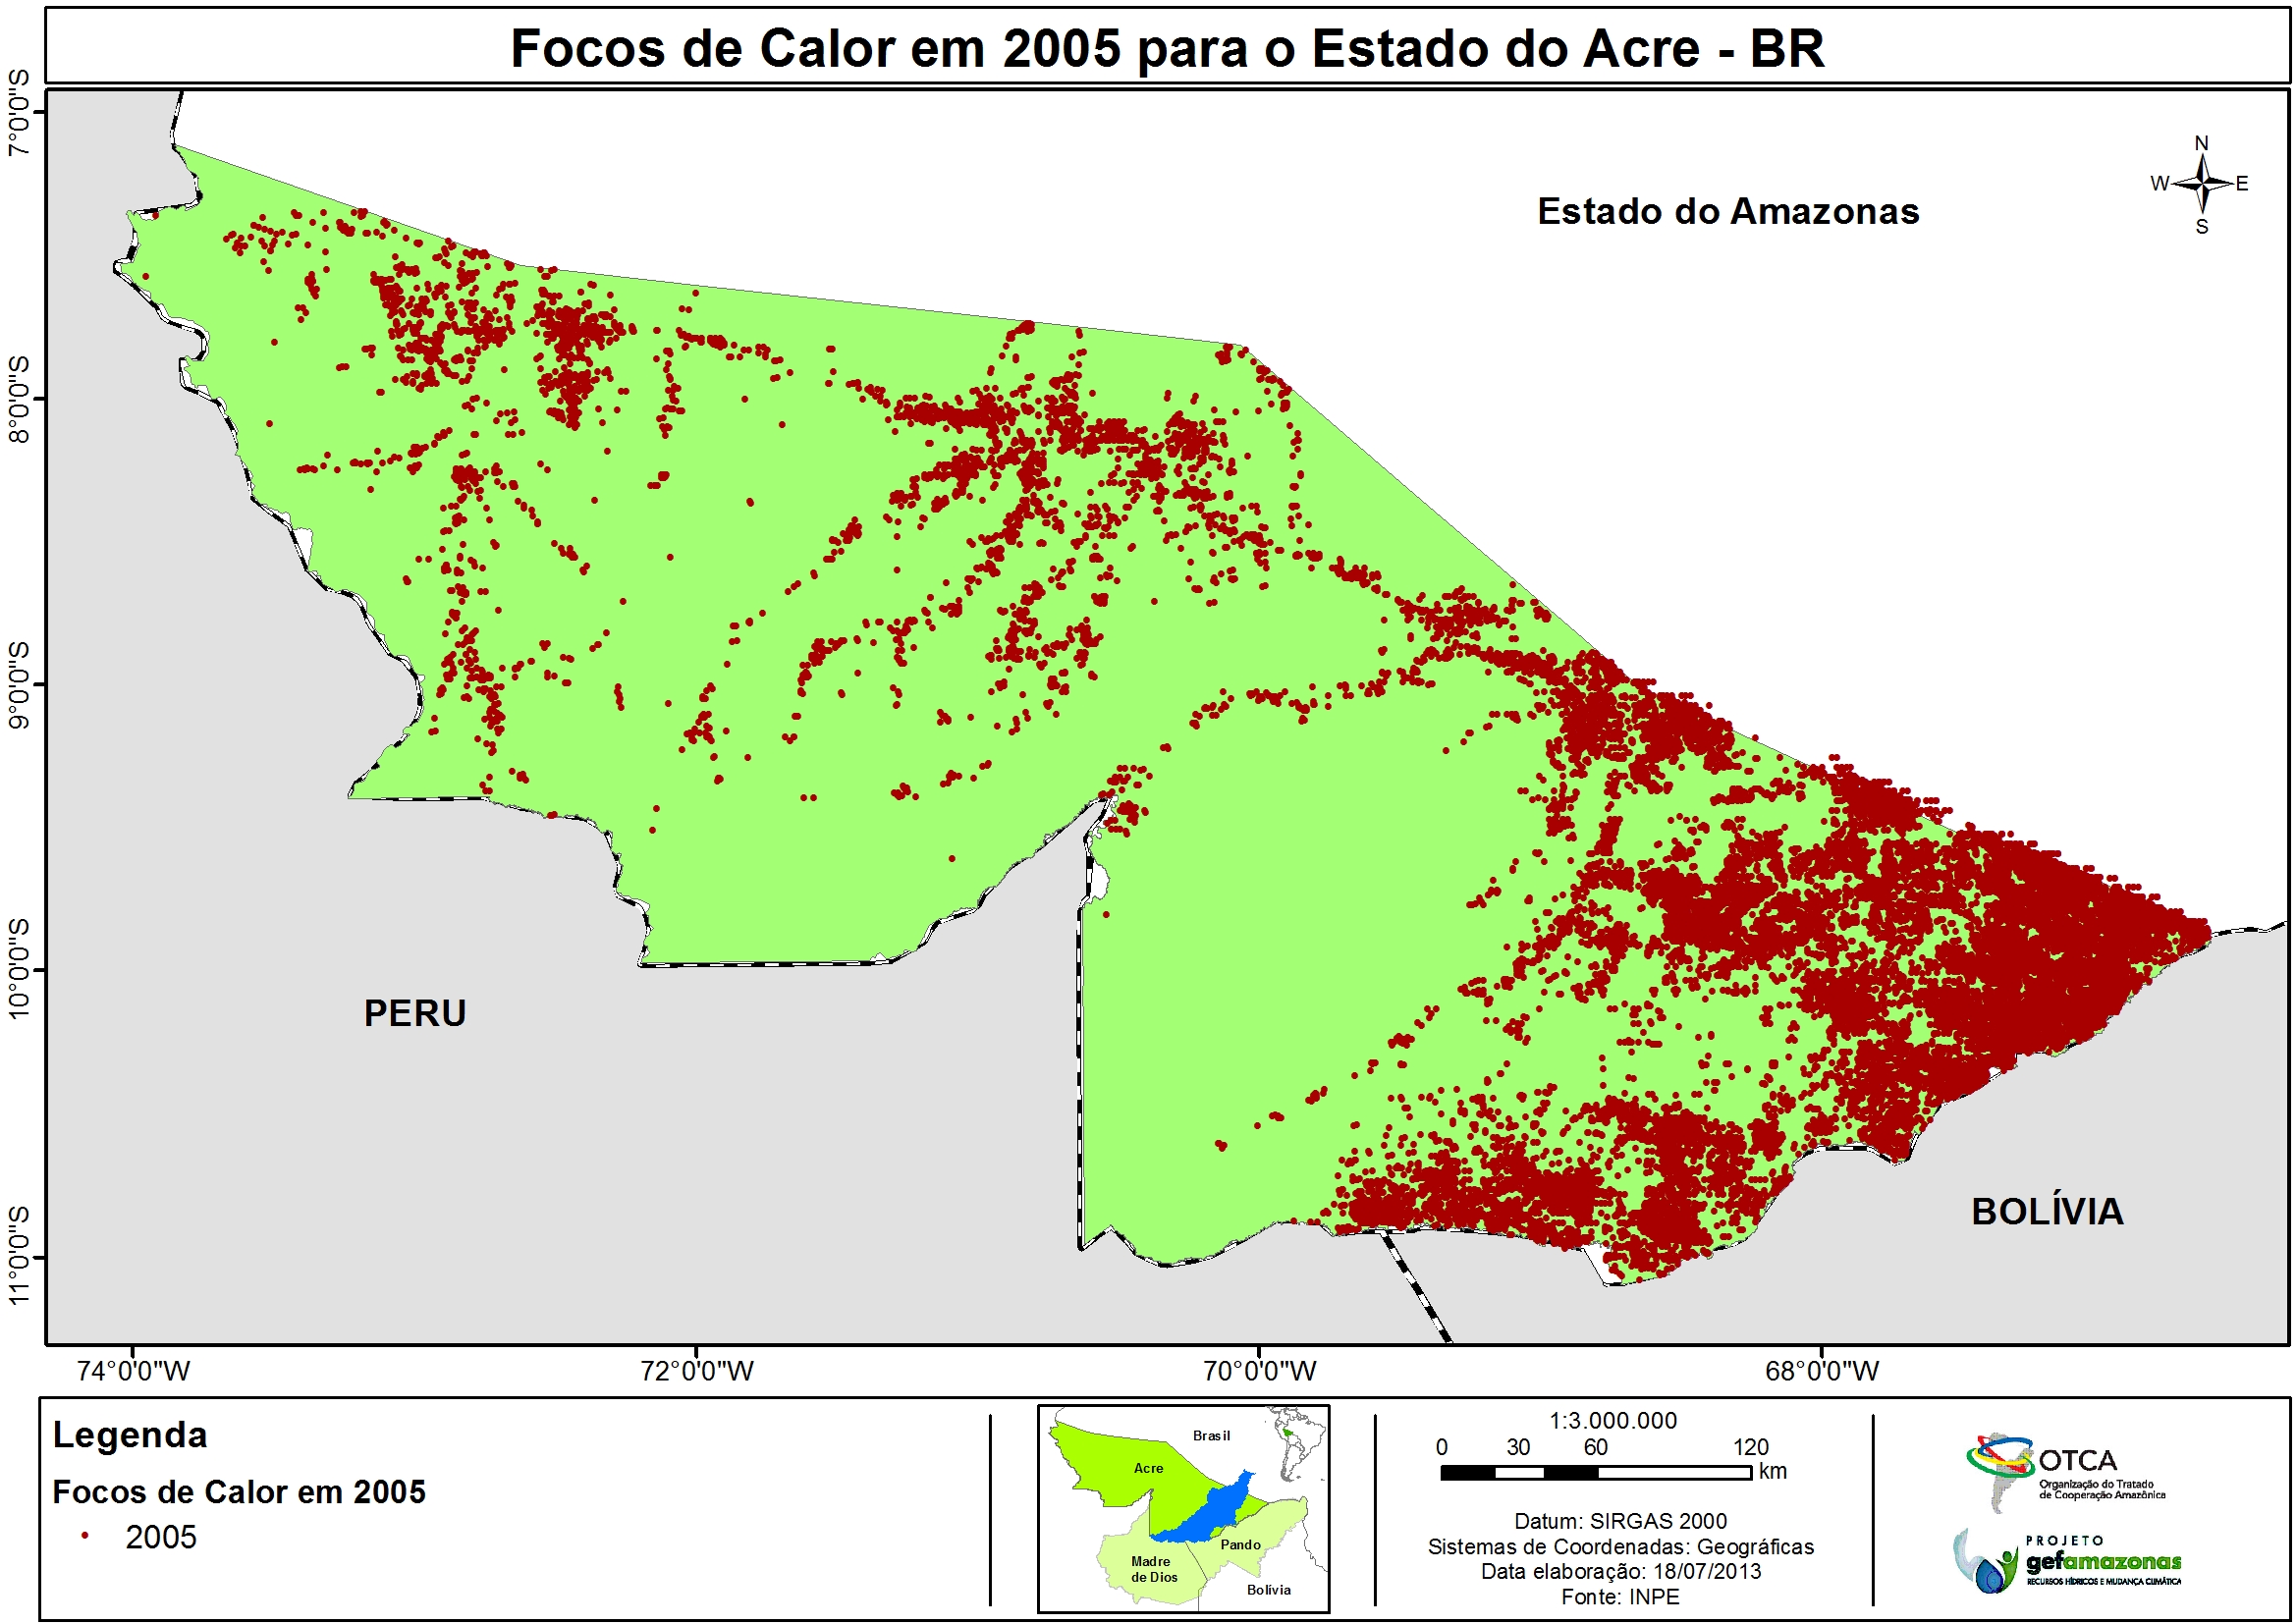 Focos de Calor em 2005 para o Estado do Acre - BR
7°0'0"S
8°0'0"S
9°0'0"S
10°0'0"S
11°0'0"S
N
W
E
S
Estado do Amazonas
PERU
BOLÍVIA
74°0'0"W
72°0'0"W
70°0'0"W
68°0'0"W
Legenda
Focos de Calor em 2005
2005
Brasil
Acre
Pando
Madre
de Dios
Bolívia
1:3.000.000
0 30 60 120
km
Datum: SIRGAS 2000
Sistemas de Coordenadas: Geográficas
Data elaboração: 18/07/2013
Fonte: INPE
OTCA
Organização do Tratado
de Cooperação Amazônica
PROJETO
gefamazonas
RECURSOS HÍDRICOS E MUDANÇA CLIMÁTICA